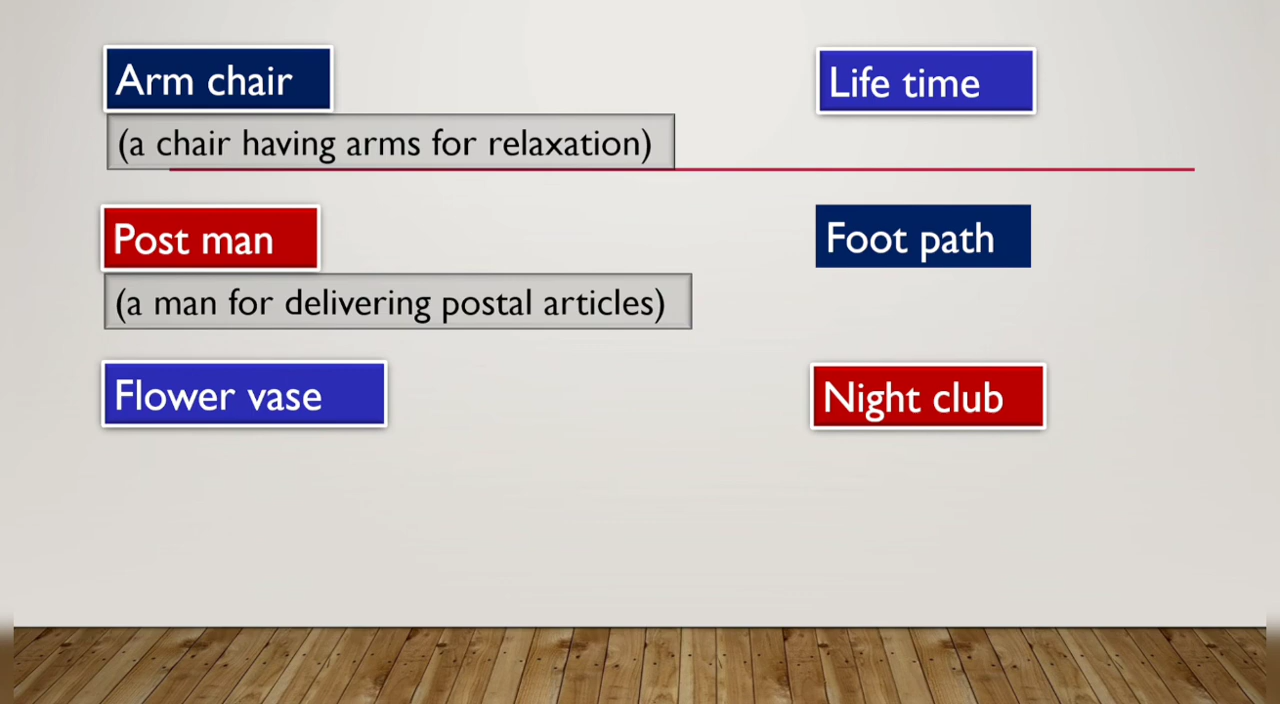 Arm chair
(a chair having arms for relaxation)
Post man
(a man for delivering postal articles)
Flower vase
Life time
Foot path
Night club